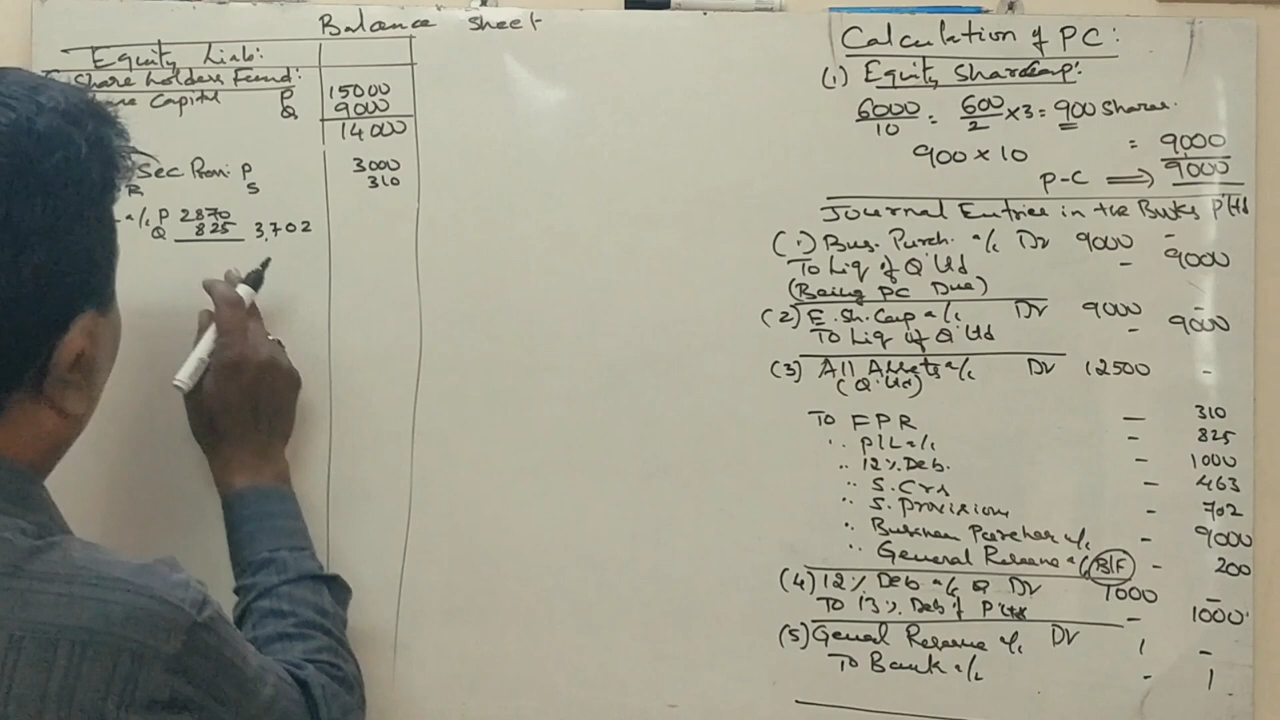 Balance Sheet
Equity Liab:
Share holders Fund:
Capital P 15000
Q 9000
14000
Sec Prem: P 3000
R S 310
a/c P 2870
Q 825 3,702
Calculation of PC:
(1) Equity Sharecap:
6000/10 = 600/2 × 3 = 900 Shares.
900 × 10 = 9000
P-C ⟹ 9000
Journal Entries in the Books P Ltd
(1) Bus. Purch. a/c Dr 9000 -
To Liq of Q Ltd - 9000
(Being PC Due)
(2) E. Sh. Cap a/c Dr 9000 -
To Liq of Q Ltd - 9000
(3) All Assets a/c Dr 12500 -
(Q Ltd)
To FPR — 310
.. P/L a/c - 825
.. 12% Deb. - 1000
.. S. Crs - 463
.. S. Provision - 702
.. Business Purchase a/c - 9000
.. General Reserve a/c B/F - 200
(4) 12% Deb a/c Q Dr 1000 -
To 13% Deb of P Ltd - 1000
(5) General Reserve a/c Dr 1 -
To Bank a/c - 1